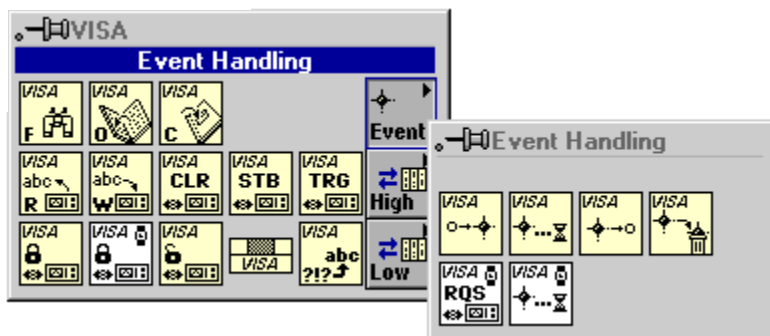 VISA
Event Handling
VISA VISA VISA
F O C
Event
VISA VISA VISA VISA VISA
abc abc CLR STB TRG
R W
High
VISA VISA VISA VISA VISA
abc
?!?
Low
Event Handling
VISA VISA VISA VISA
VISA VISA
RQS